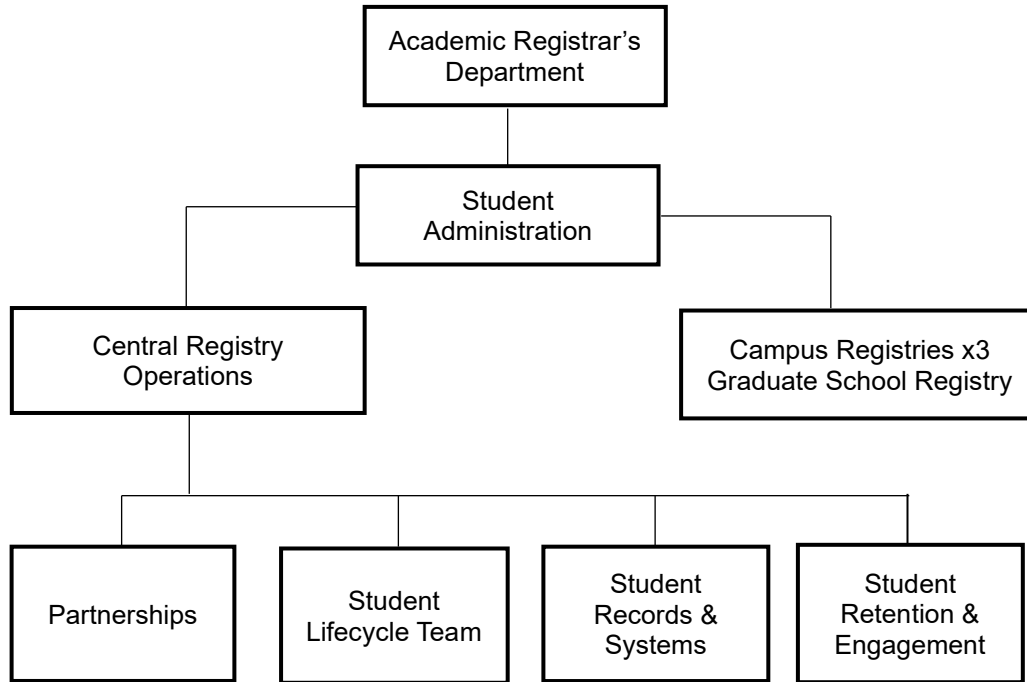 Academic Registrar’s
Department
Student
Administration
Central Registry
Operations
Campus Registries x3
Graduate School Registry
Partnerships
Student
Lifecycle Team
Student
Records &
Systems
Student
Retention &
Engagement